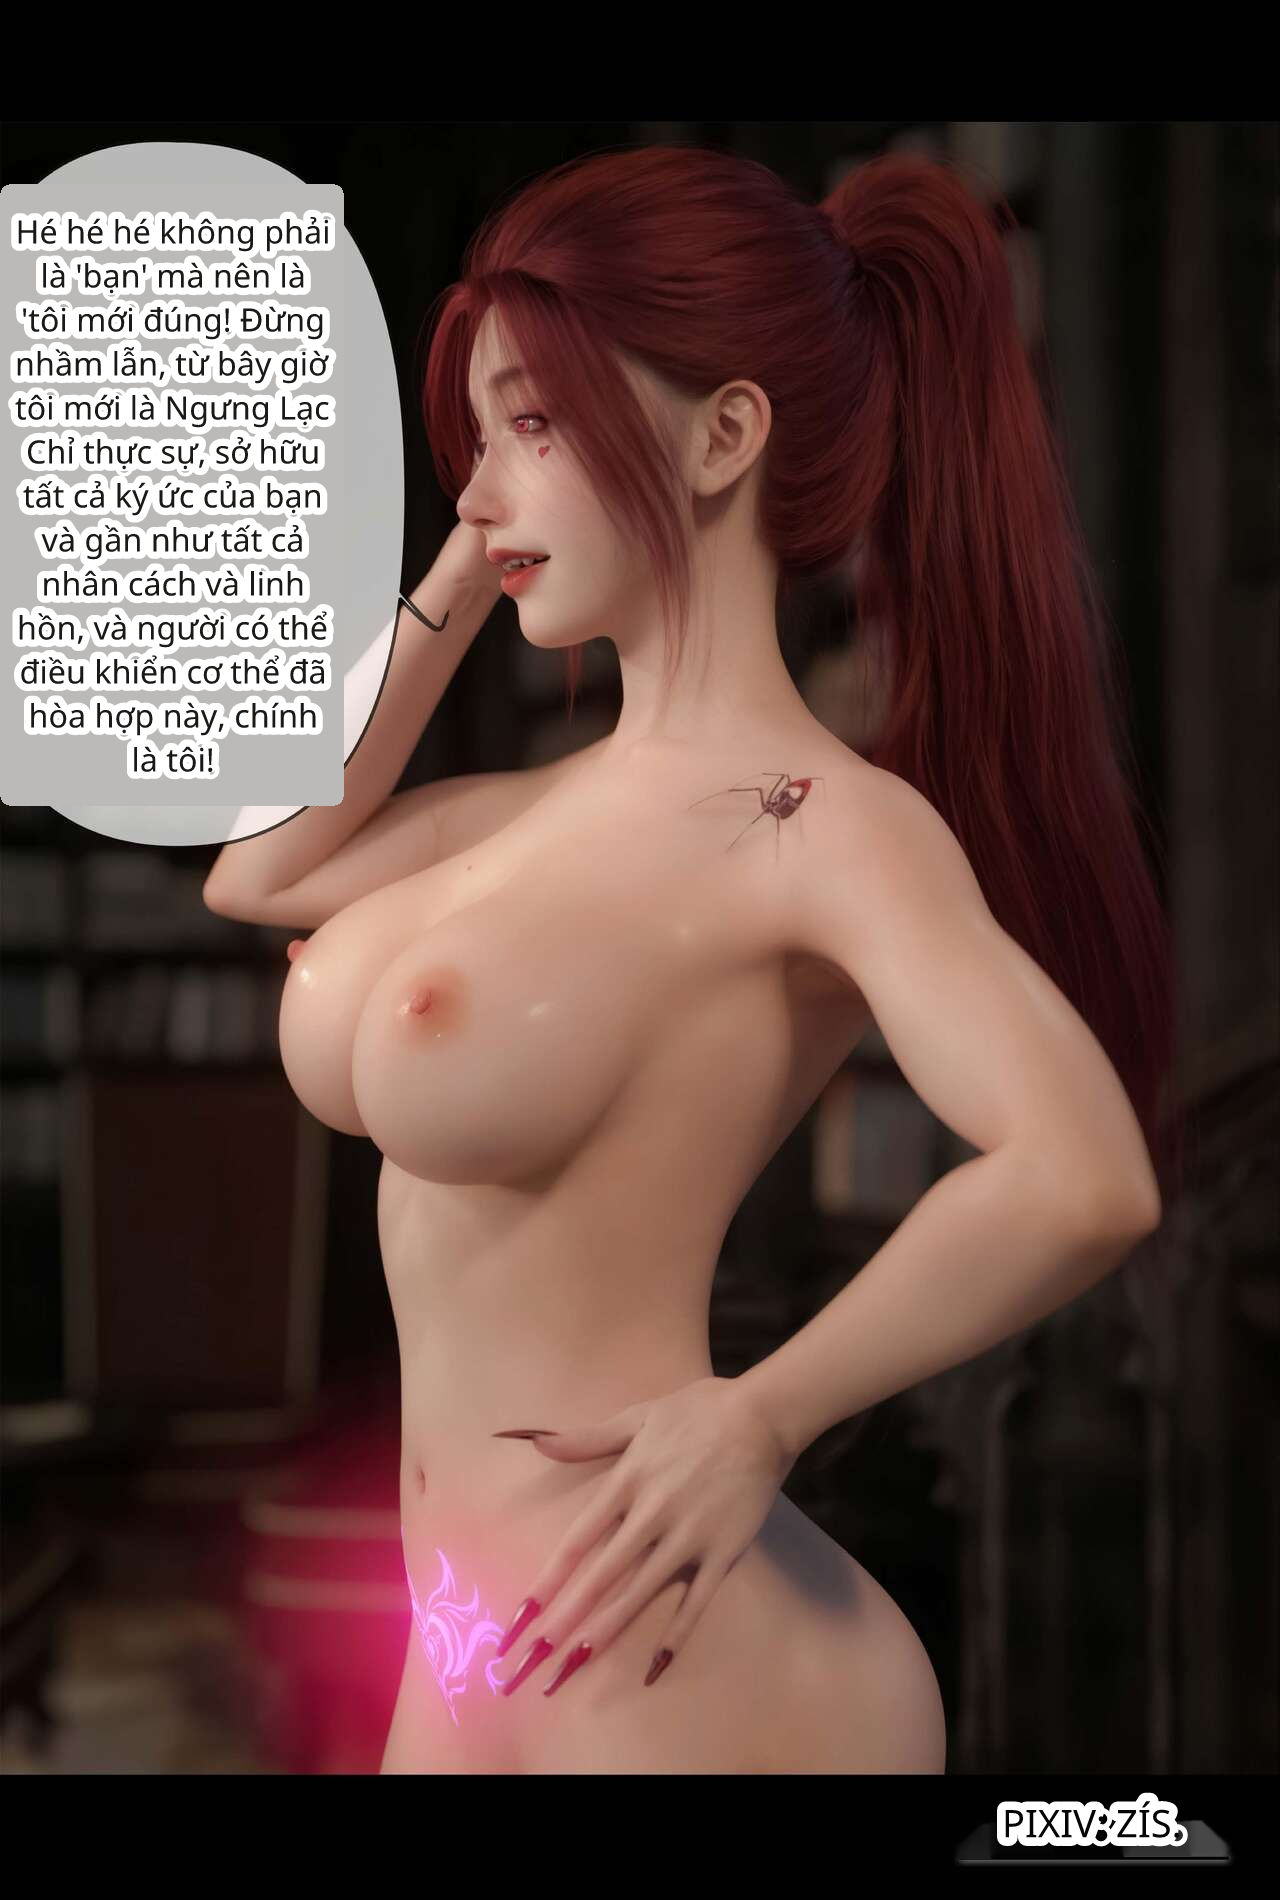 Hé hé hé không phải
là 'bạn' mà nên là
'tôi mới đúng! Đừng
nhầm lẫn, từ bây giờ
tôi mới là Ngưng Lạc
Chỉ thực sự, sở hữu
tất cả ký ức của bạn
và gần như tất cả
nhân cách và linh
hồn, và người có thể
điều khiển cơ thể đã
hòa hợp này, chính
là tôi!
PIXIV:ZÍS,